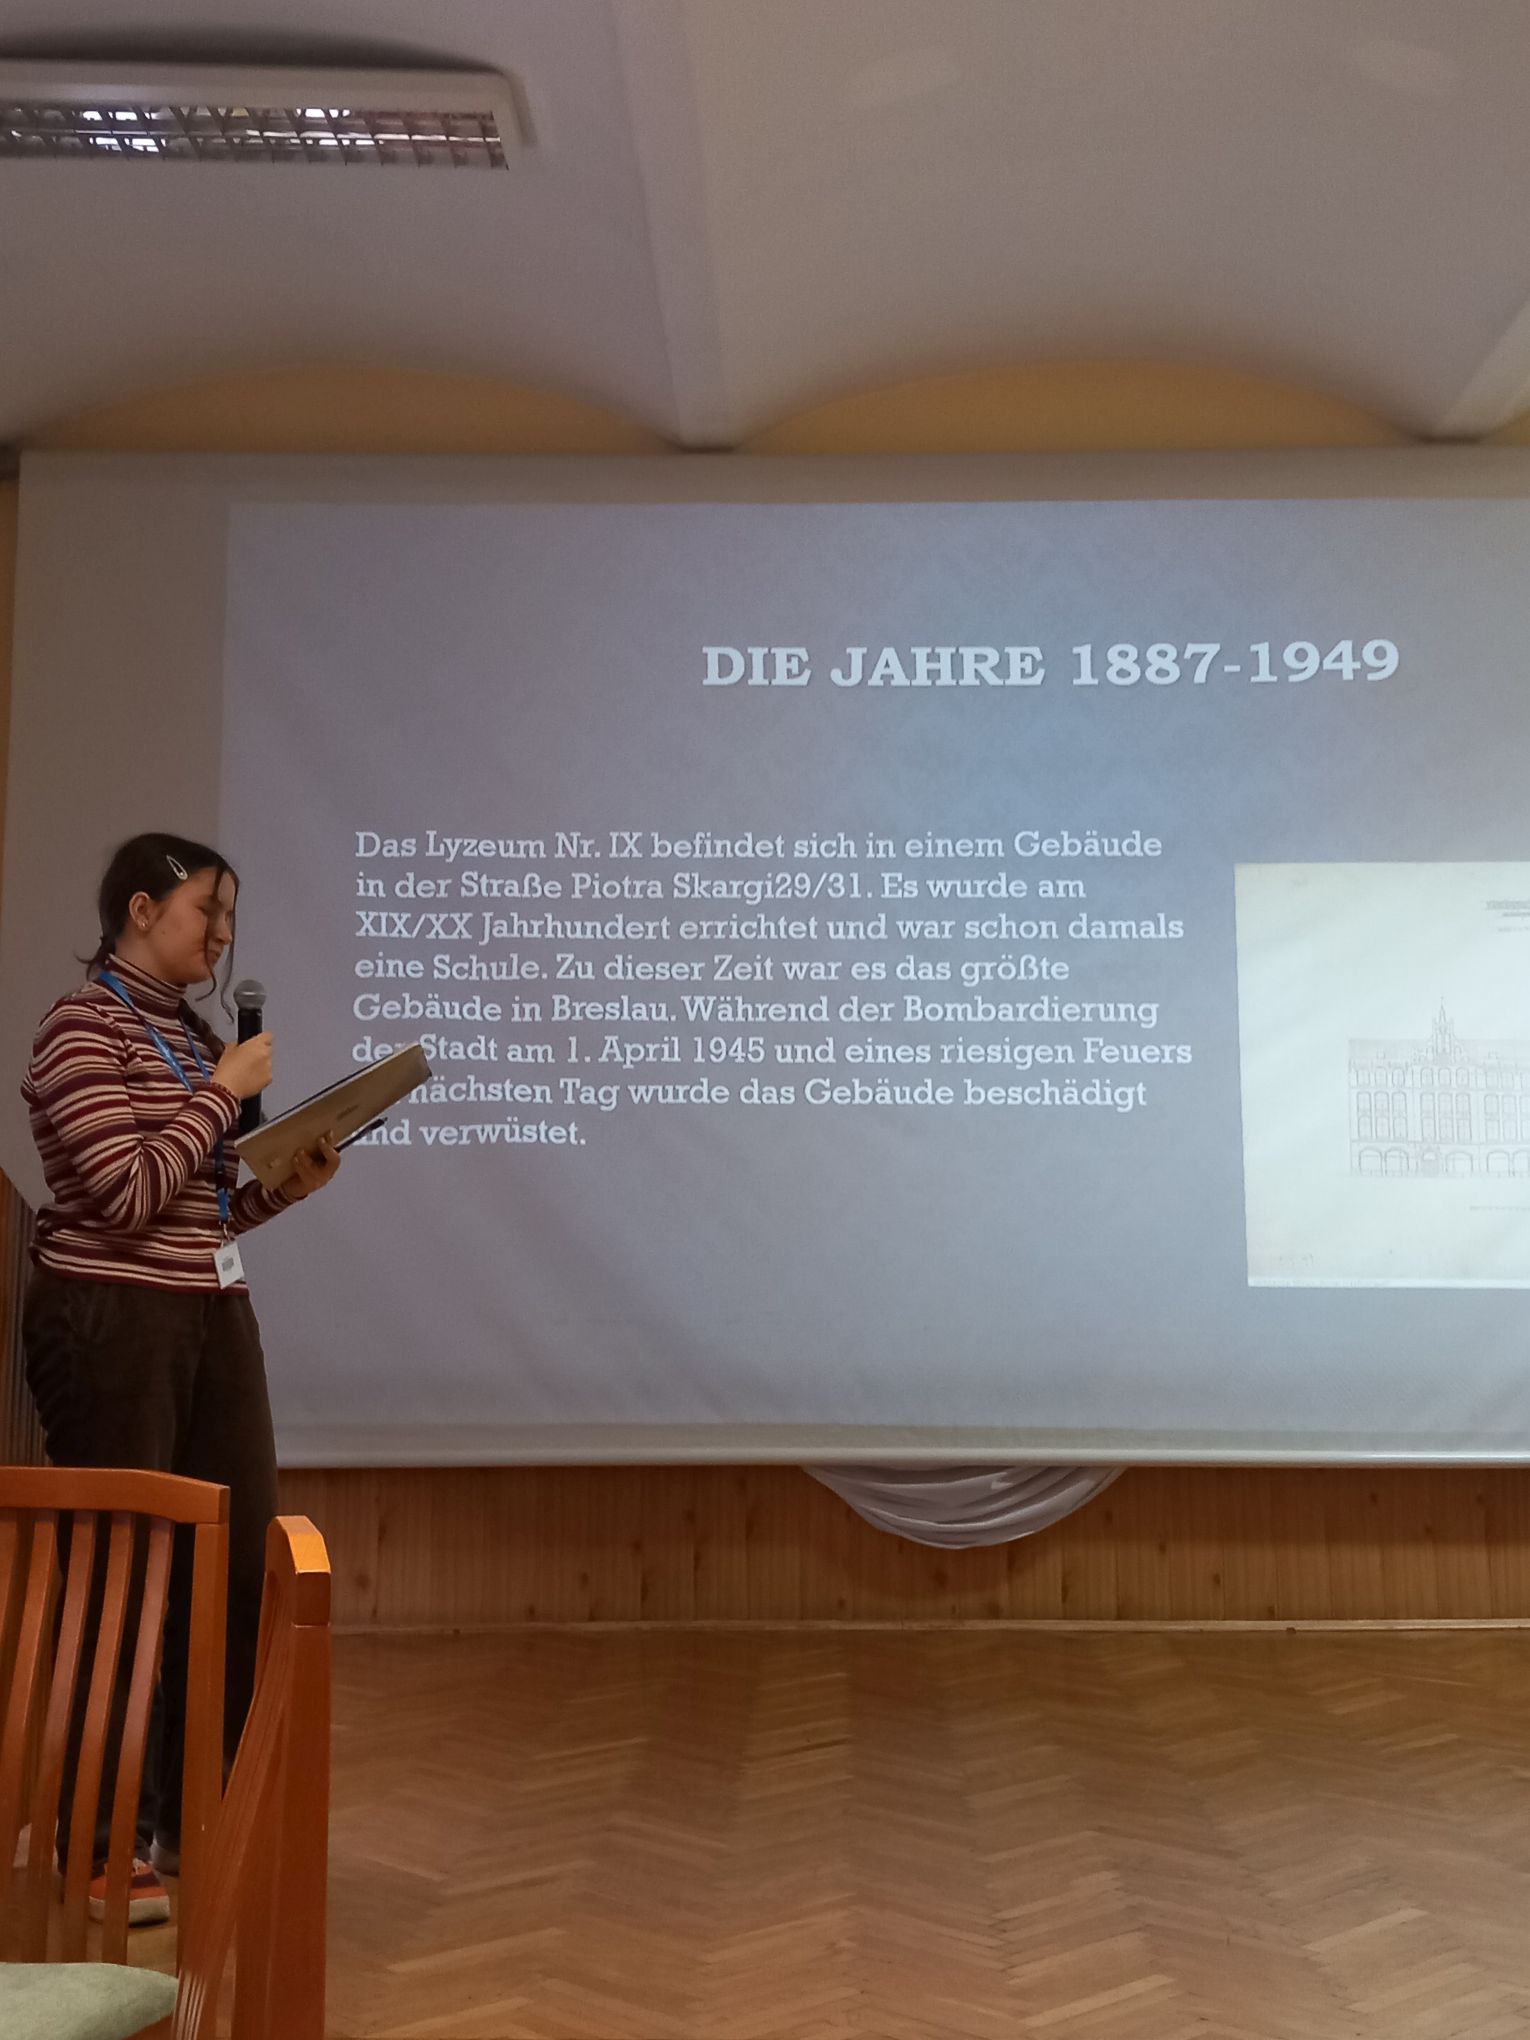 DIE JAHRE 1887-1949
Das Lyzeum Nr. IX befindet sich in einem Gebäude
in der Straße Piotra Skargi29/31. Es wurde am
XIX/XX Jahrhundert errichtet und war schon damals
eine Schule. Zu dieser Zeit war es das größte
Gebäude in Breslau. Während der Bombardierung
der Stadt am 1. April 1945 und eines riesigen Feuers
nächsten Tag wurde das Gebäude beschädigt
und verwüstet.